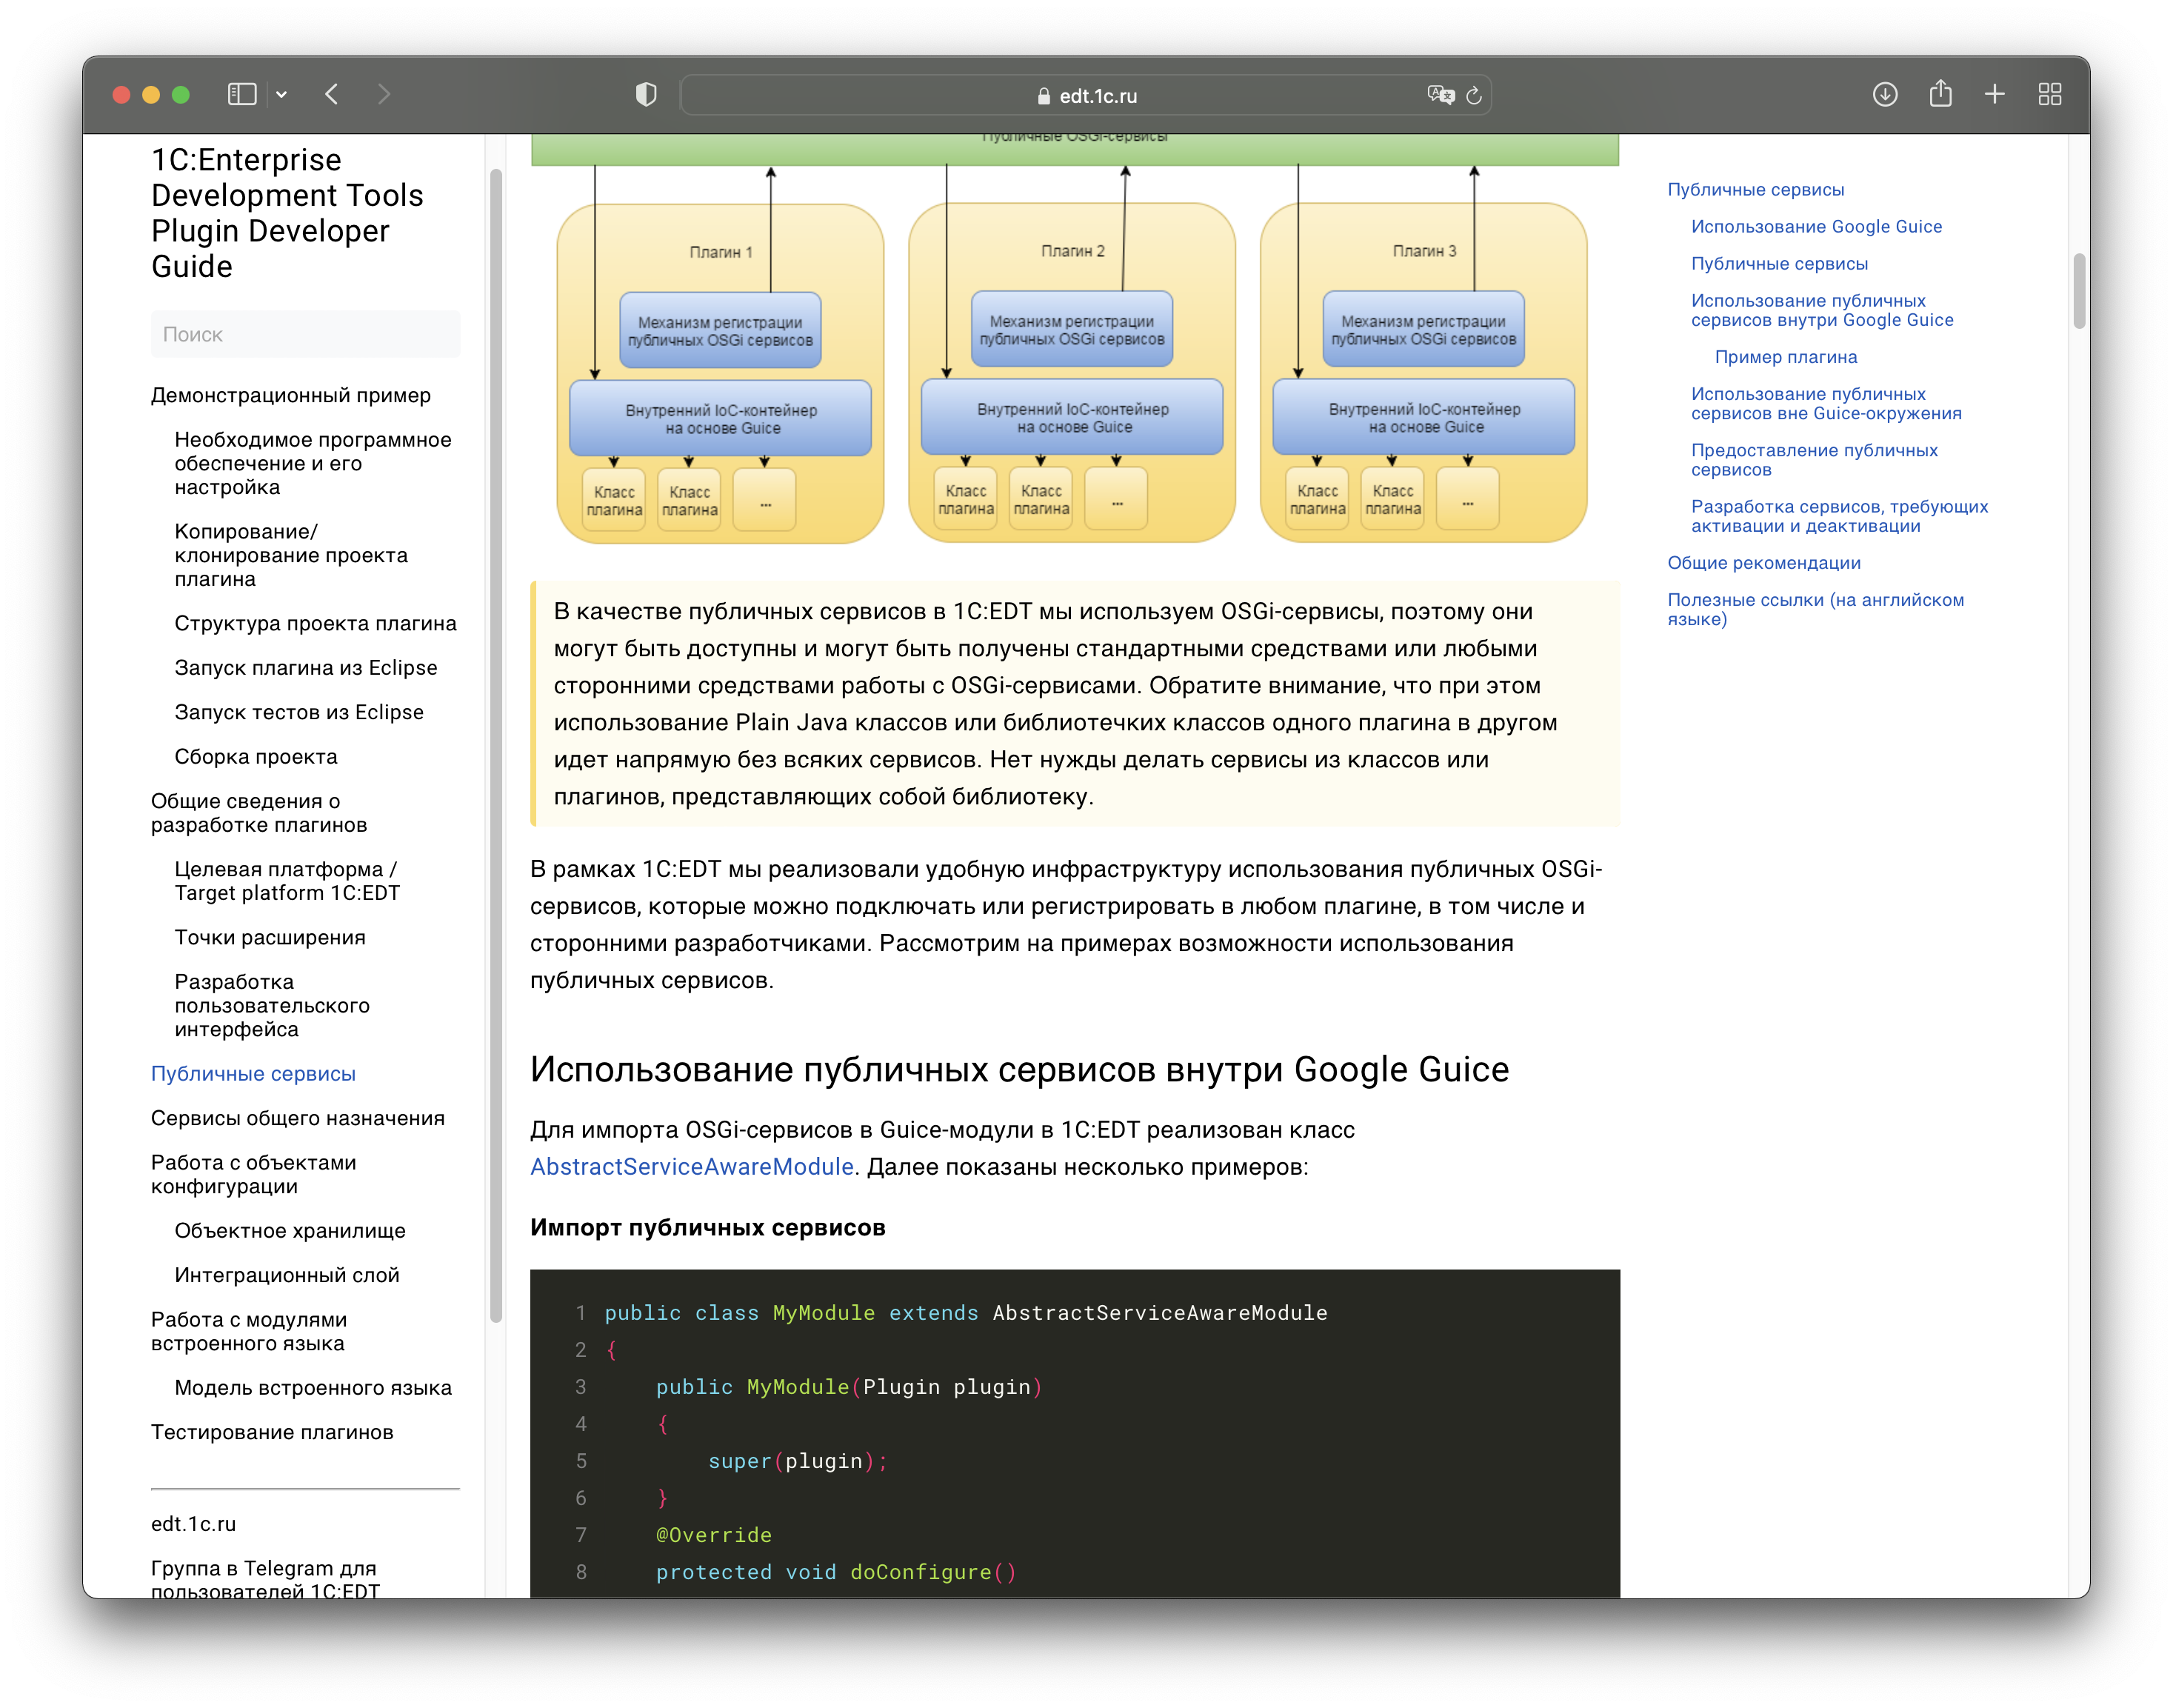 edt.1c.ru
1C:Enterprise
Development Tools
Plugin Developer
Guide
Поиск
Демонстрационный пример
Необходимое программное
обеспечение и его
настройка
Копирование/
клонирование проекта
плагина
Структура проекта плагина
Запуск плагина из Eclipse
Запуск тестов из Eclipse
Сборка проекта
Общие сведения о
разработке плагинов
Целевая платформа /
Target platform 1C:EDT
Точки расширения
Разработка
пользовательского
интерфейса
Публичные сервисы
Сервисы общего назначения
Работа с объектами
конфигурации
Объектное хранилище
Интеграционный слой
Работа с модулями
встроенного языка
Модель встроенного языка
Тестирование плагинов
edt.1c.ru
Группа в Telegram для
пользователей 1C:EDT
Публичные OSGi-сервисы
Плагин 1
Механизм регистрации
публичных OSGi сервисов
Внутренний IoC-контейнер
на основе Guice
Класс
плагина
Класс
плагина
...
Плагин 2
Механизм регистрации
публичных OSGi сервисов
Внутренний IoC-контейнер
на основе Guice
Класс
плагина
Класс
плагина
...
Плагин 3
Механизм регистрации
публичных OSGi сервисов
Внутренний IoC-контейнер
на основе Guice
Класс
плагина
Класс
плагина
...
В качестве публичных сервисов в 1C:EDT мы используем OSGi-сервисы, поэтому они
могут быть доступны и могут быть получены стандартными средствами или любыми
сторонними средствами работы с OSGi-сервисами. Обратите внимание, что при этом
использование Plain Java классов или библиотечких классов одного плагина в другом
идет напрямую без всяких сервисов. Нет нужды делать сервисы из классов или
плагинов, представляющих собой библиотеку.
В рамках 1C:EDT мы реализовали удобную инфраструктуру использования публичных OSGi-
сервисов, которые можно подключать или регистрировать в любом плагине, в том числе и
сторонними разработчиками. Рассмотрим на примерах возможности использования
публичных сервисов.
Использование публичных сервисов внутри Google Guice
Для импорта OSGi-сервисов в Guice-модули в 1C:EDT реализован класс
AbstractServiceAwareModule. Далее показаны несколько примеров:
Импорт публичных сервисов
1 public class MyModule extends AbstractServiceAwareModule
2 {
3     public MyModule(Plugin plugin)
4     {
5         super(plugin);
6     }
7     @Override
8     protected void doConfigure()
Публичные сервисы
Использование Google Guice
Публичные сервисы
Использование публичных
сервисов внутри Google Guice
Пример плагина
Использование публичных
сервисов вне Guice-окружения
Предоставление публичных
сервисов
Разработка сервисов, требующих
активации и деактивации
Общие рекомендации
Полезные ссылки (на английском
языке)